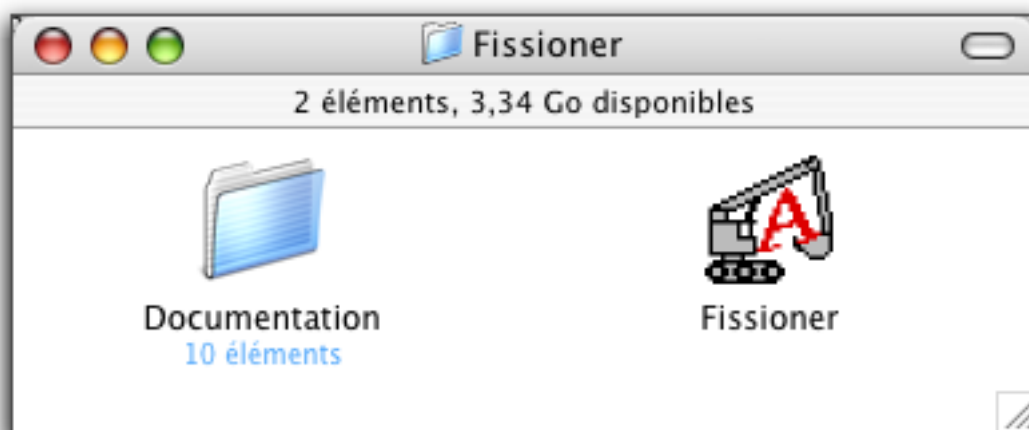 Fissioner
2 éléments, 3,34 Go disponibles
A
Documentation
Fissioner
10 éléments